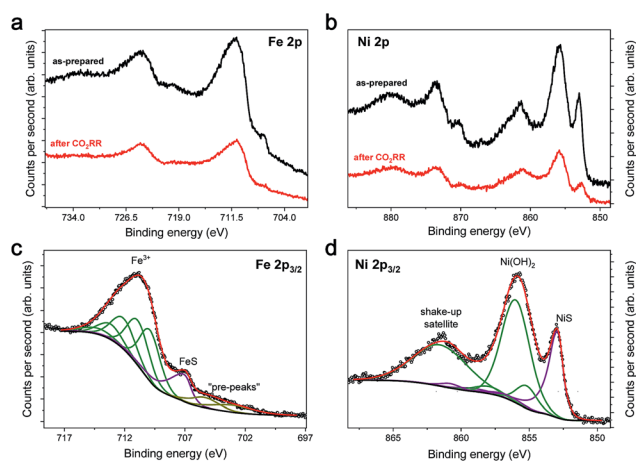 a
Fe 2p
as-prepared
after CO₂RR
Counts per second (arb. units)
734.0 726.5 719.0 711.5 704.0
Binding energy (eV)
b
Ni 2p
as-prepared
after CO₂RR
Counts per second (arb. units)
880 870 860 850
Binding energy (eV)
c
Fe 2p₃/₂
Fe³⁺
FeS
"pre-peaks"
Counts per second (arb. units)
717 712 707 702 697
Binding energy (eV)
d
Ni 2p₃/₂
Ni(OH)₂
NiS
shake-up
satellite
Counts per second (arb. units)
865 860 855 850
Binding energy (eV)